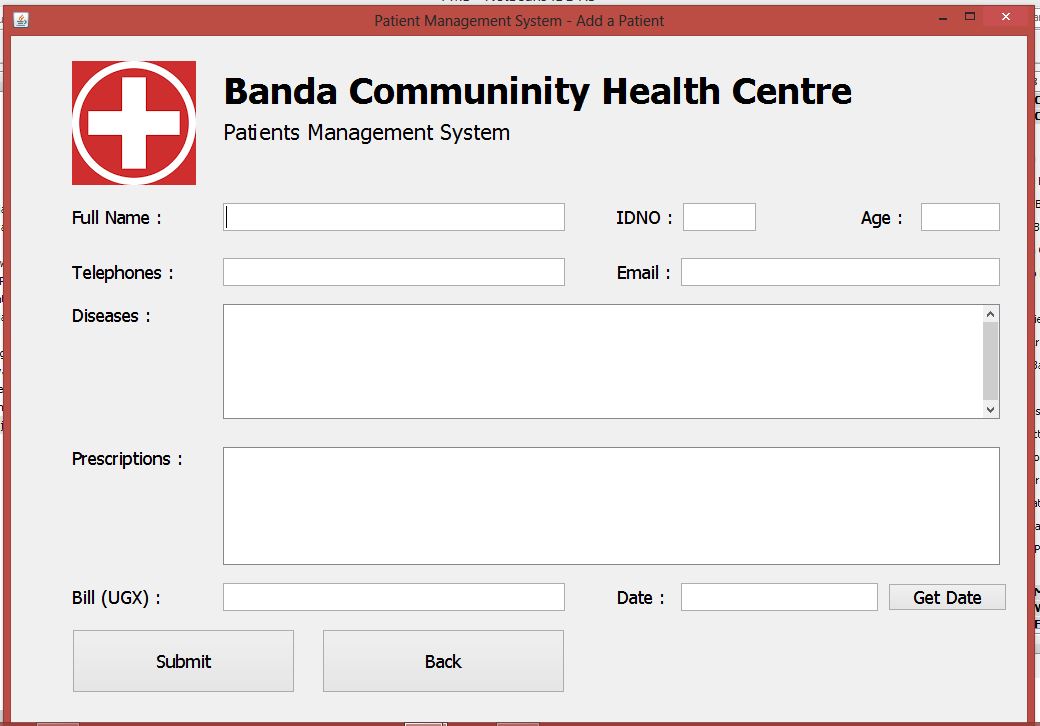 Patient Management System - Add a Patient
Banda Communinity Health Centre
Patients Management System
Full Name :
IDNO :
Age :
Telephones :
Email :
Diseases :
Prescriptions :
Bill (UGX) :
Date :
Get Date
Submit
Back